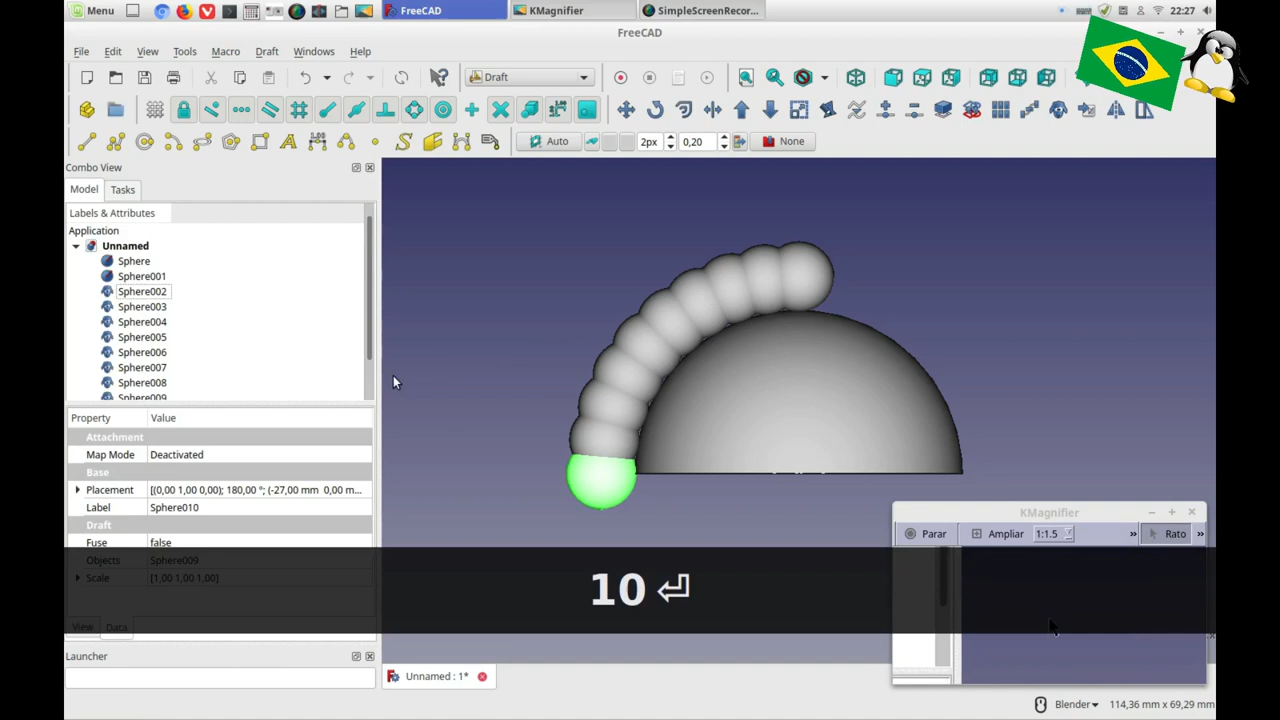 Menu
FreeCAD
KMagnifier
SimpleScreenRecor...
22:27
FreeCAD
File Edit View Tools Macro Draft Windows Help
Draft
Auto
2px
0,20
None
Combo View
Model Tasks
Labels & Attributes
Application
Unnamed
Sphere
Sphere001
Sphere002
Sphere003
Sphere004
Sphere005
Sphere006
Sphere007
Sphere008
Sphere009
Property Value
Attachment
Map Mode Deactivated
Base
Placement [(0,00 1,00 0,00); 180,00 °; (-27,00 mm 0,00 m...
Label Sphere010
Draft
Fuse false
Objects Sphere009
Scale [1,00 1,00 1,00]
View Data
Launcher
Unnamed : 1*
KMagnifier
Parar Ampliar 1:1.5 » Rato »
10 ⏎
Blender 114,36 mm x 69,29 mm